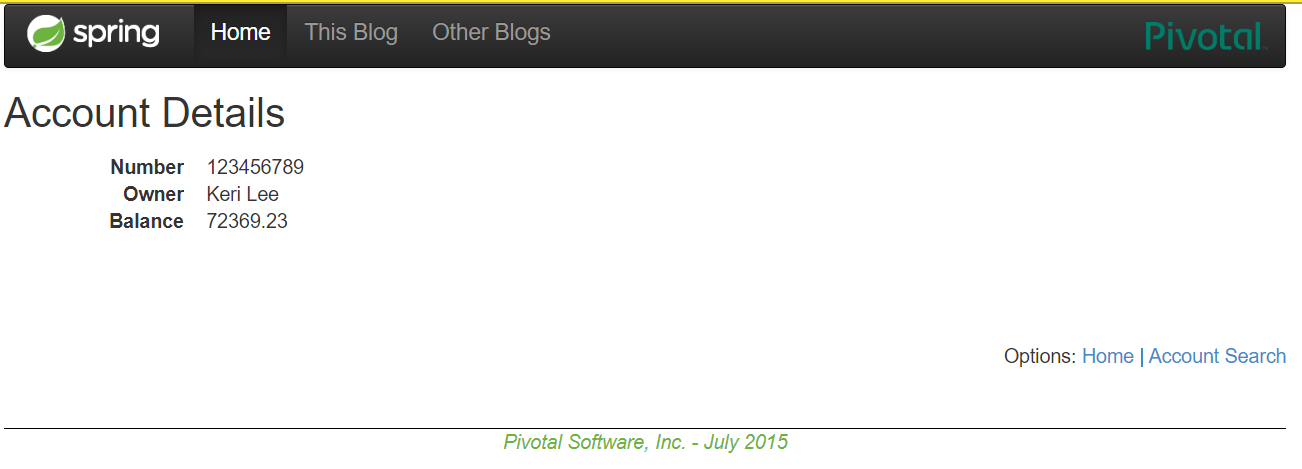 spring Home This Blog Other Blogs Pivotal™
Account Details
Number 123456789
Owner Keri Lee
Balance 72369.23
Options: Home | Account Search
Pivotal Software, Inc. - July 2015